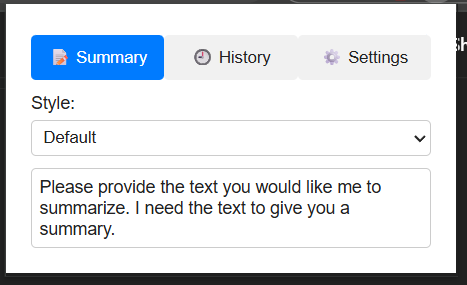 Summary
History
Settings
Style:
Default
Please provide the text you would like me to
summarize. I need the text to give you a
summary.